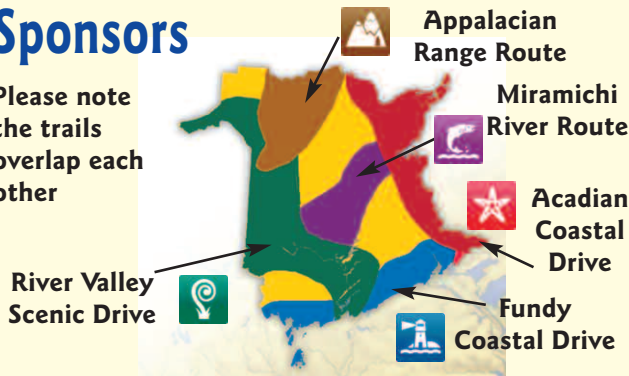 Sponsors
Please note
the trails
overlap each
other
Appalacian
Range Route
Miramichi
River Route
Acadian
Coastal
Drive
River Valley
Scenic Drive
Fundy
Coastal Drive